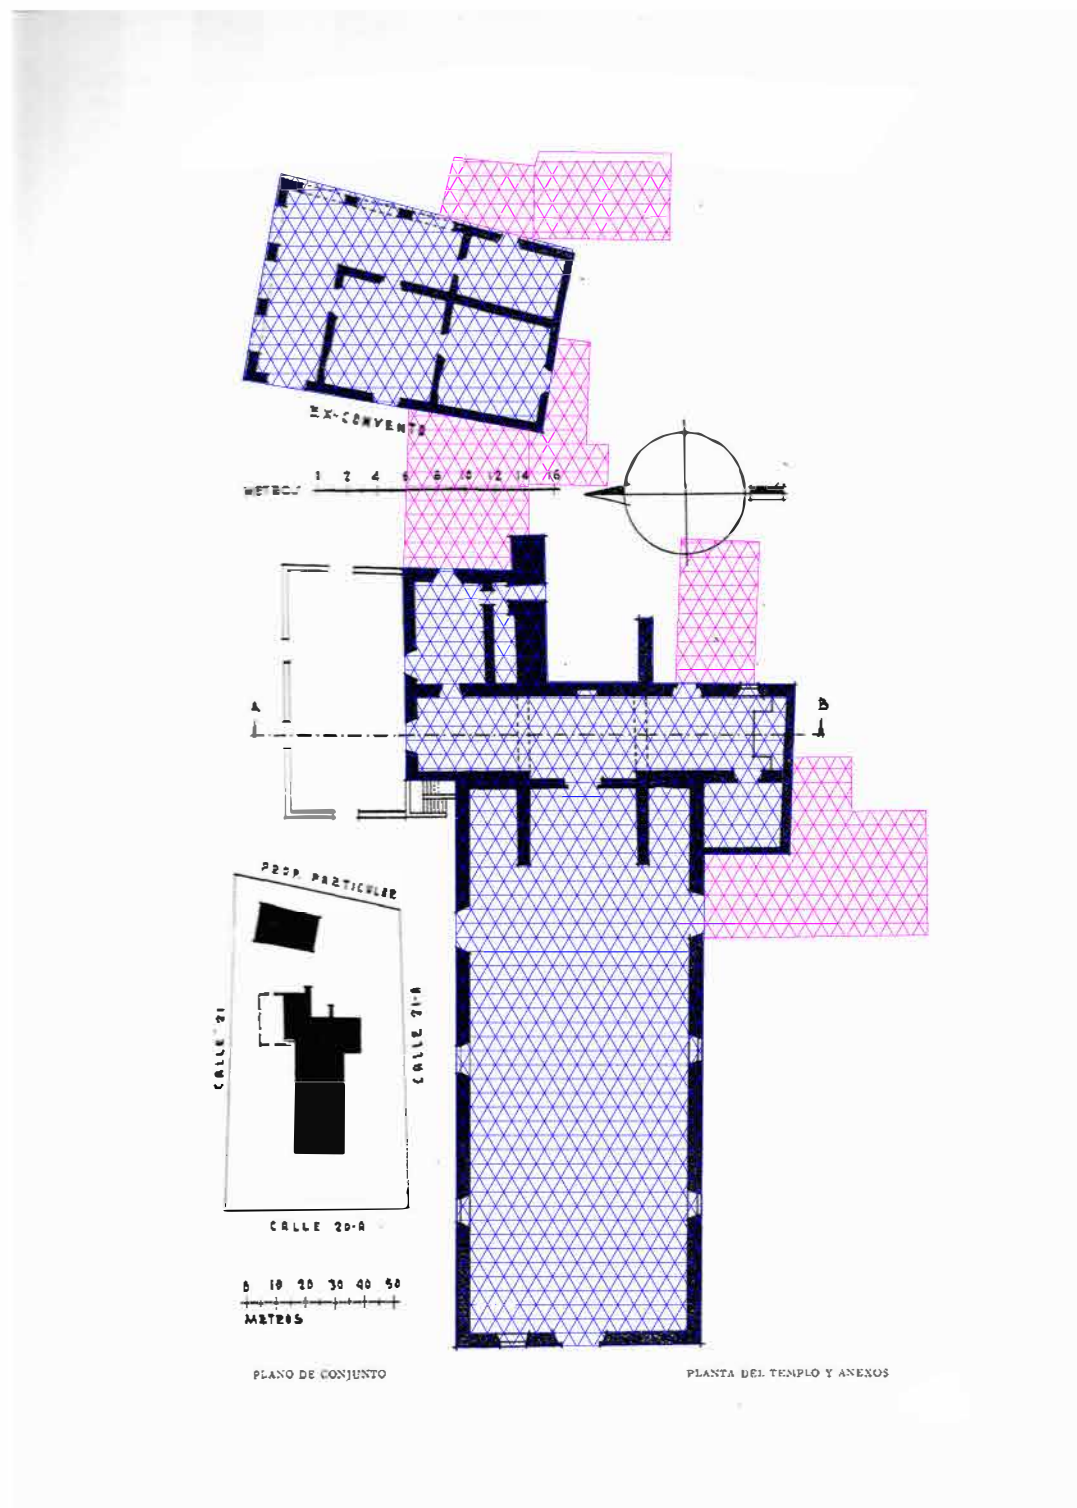 EX-CONVENTO
1 2 4 6 8 10 12 14 16
METROS
A
B
PROP. PARTICULAR
CALLE 21
CALLE 21-A
CALLE 20-A
0 10 20 30 40 50
METROS
PLANO DE CONJUNTO
PLANTA DEL TEMPLO Y ANEXOS